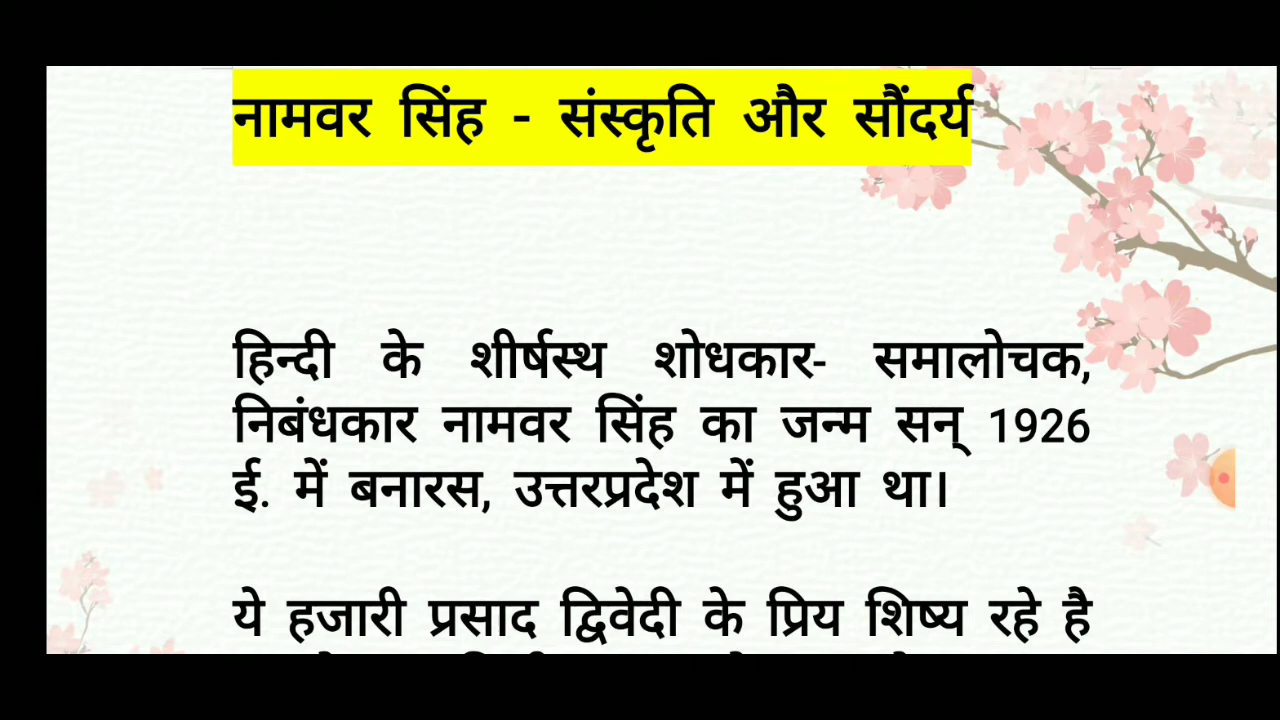 नामवर सिंह - संस्कृति और सौंदर्य
हिन्दी के शीर्षस्थ शोधकार- समालोचक,
निबंधकार नामवर सिंह का जन्म सन् 1926
ई. में बनारस, उत्तरप्रदेश में हुआ था।
ये हजारी प्रसाद द्विवेदी के प्रिय शिष्य रहे है